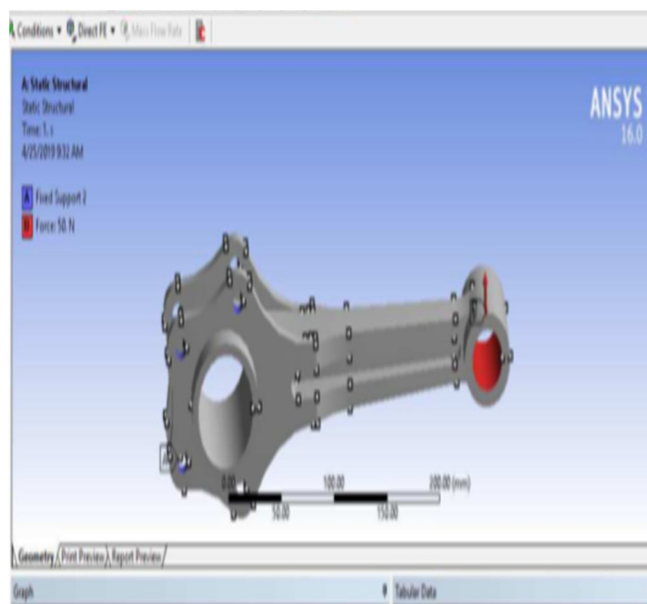 Conditions Direct FE Mass Flow Rate
A: Static Structural
Static Structural
Time: 1. s
4/25/2019 9:32 AM
A Fixed Support 2
B Force: 50. N
ANSYS
16.0
0.00 100.00 200.00 (mm)
50.00 150.00
Geometry Print Preview Report Preview
Graph Tabular Data